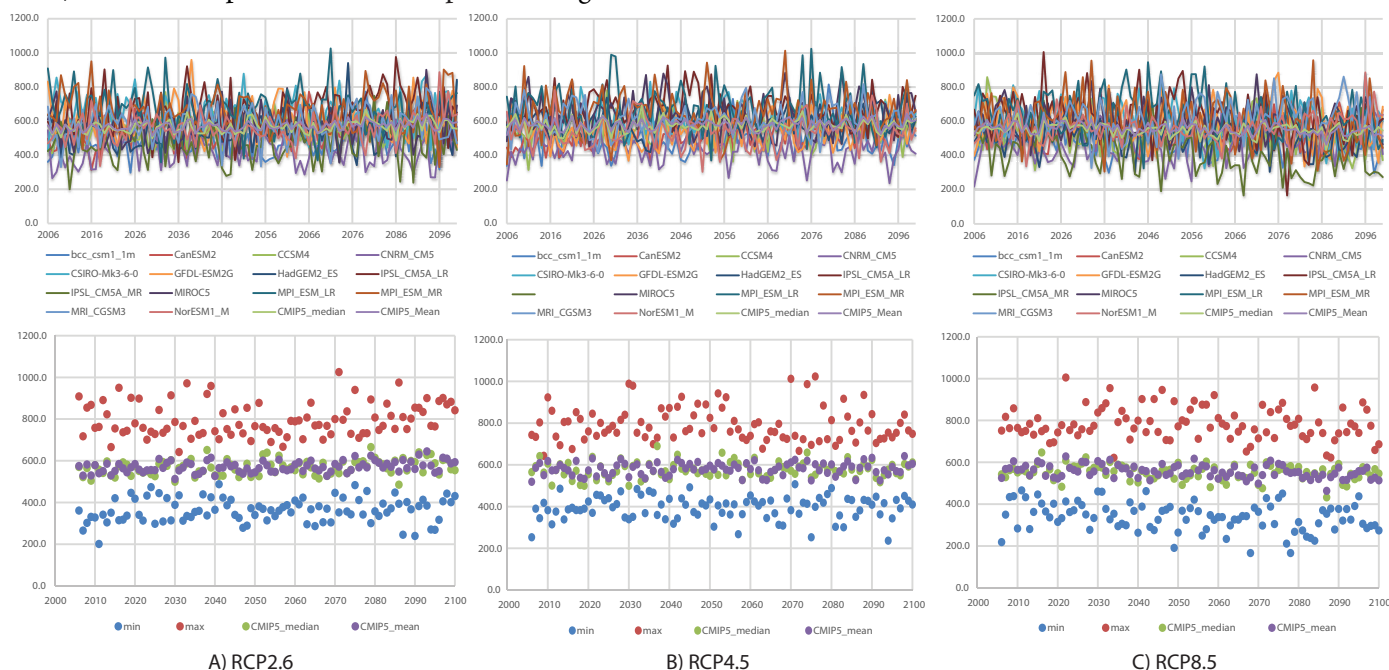 1200.0
1000.0
800.0
600.0
400.0
200.0
0.0
2006 2016 2026 2036 2046 2056 2066 2076 2086 2096
bcc_csm1_1m CanESM2 CCSM4 CNRM_CM5
CSIRO-Mk3-6-0 GFDL-ESM2G HadGEM2_ES IPSL_CM5A_LR
IPSL_CM5A_MR MIROC5 MPI_ESM_LR MPI_ESM_MR
MRI_CGSM3 NorESM1_M CMIP5_median CMIP5_Mean
1200.0
1000.0
800.0
600.0
400.0
200.0
0.0
2006 2016 2026 2036 2046 2056 2066 2076 2086 2096
bcc_csm1_1m CanESM2 CCSM4 CNRM_CM5
CSIRO-Mk3-6-0 GFDL-ESM2G HadGEM2_ES IPSL_CM5A_LR
MIROC5 MPI_ESM_LR MPI_ESM_MR
MRI_CGSM3 NorESM1_M CMIP5_median CMIP5_Mean
1200.0
1000.0
800.0
600.0
400.0
200.0
0.0
2006 2016 2026 2036 2046 2056 2066 2076 2086 2096
bcc_csm1_1m CanESM2 CCSM4 CNRM_CM5
CSIRO-Mk3-6-0 GFDL-ESM2G HadGEM2_ES IPSL_CM5A_LR
IPSL_CM5A_MR MIROC5 MPI_ESM_LR MPI_ESM_MR
MRI_CGSM3 NorESM1_M CMIP5_median CMIP5_Mean
1200.0
1000.0
800.0
600.0
400.0
200.0
0.0
2000 2010 2020 2030 2040 2050 2060 2070 2080 2090 2100
min max CMIP5_median CMIP5_mean
A) RCP2.6
1200.0
1000.0
800.0
600.0
400.0
200.0
0.0
2000 2010 2020 2030 2040 2050 2060 2070 2080 2090 2100
min max CMIP5_median CMIP5_mean
B) RCP4.5
1200.0
1000.0
800.0
600.0
400.0
200.0
0.0
2000 2010 2020 2030 2040 2050 2060 2070 2080 2090 2100
min max CMIP5_median CMIP5_mean
C) RCP8.5